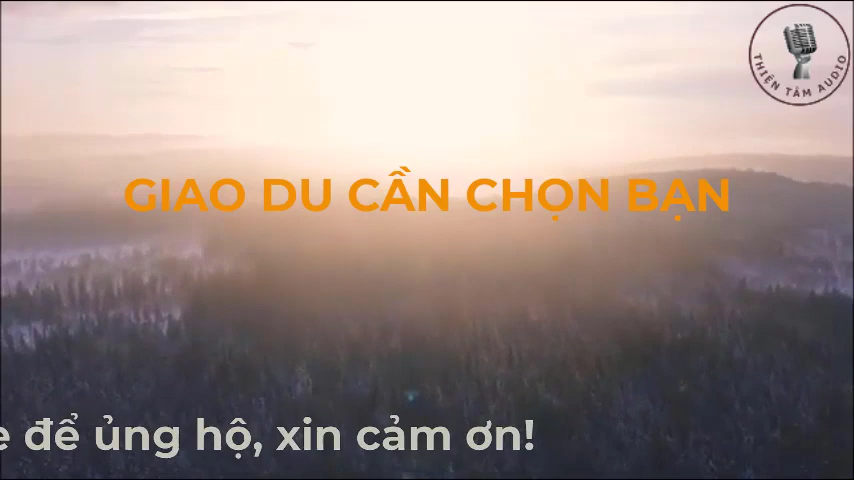 THIỆN TÂM AUDIO
GIAO DU CẦN CHỌN BẠN
để ủng hộ, xin cảm ơn!